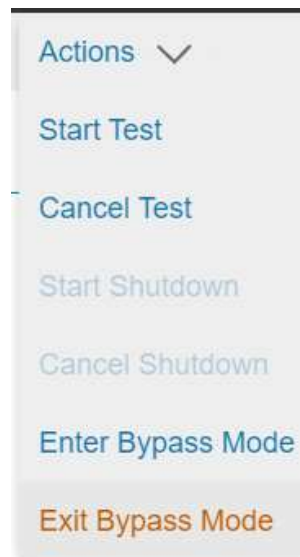 Actions
Start Test
Cancel Test
Start Shutdown
Cancel Shutdown
Enter Bypass Mode
Exit Bypass Mode